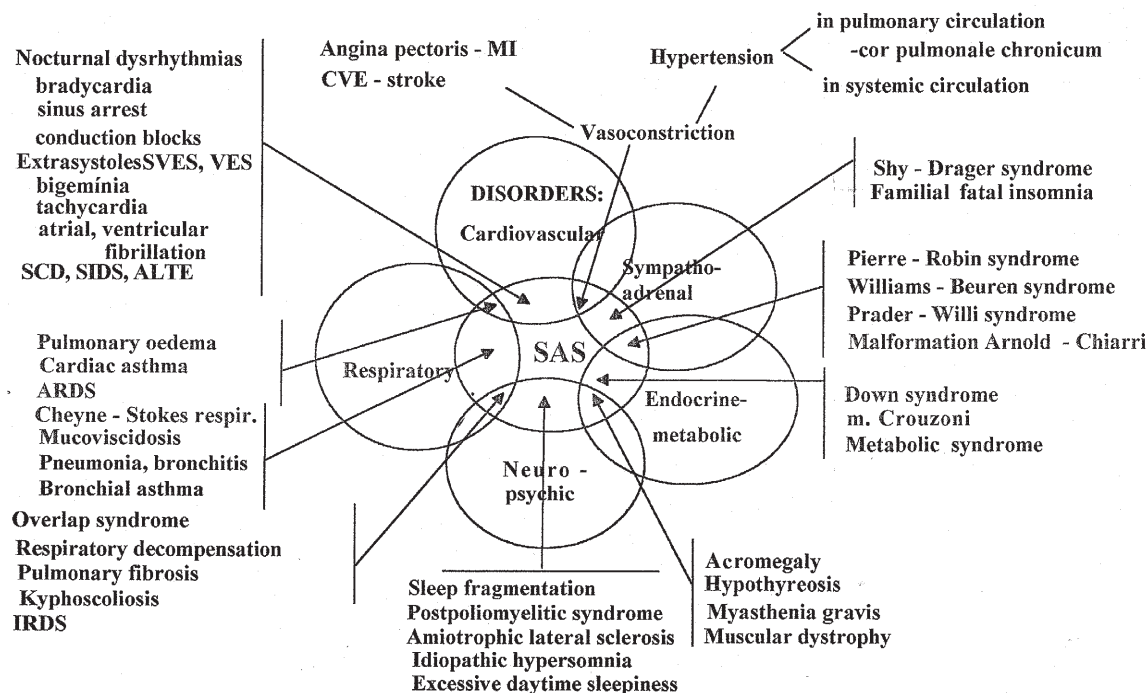 Nocturnal dysrhythmias
bradycardia
sinus arrest
conduction blocks
ExtrasystolesSVES, VES
bigemínia
tachycardia
atrial, ventricular
fibrillation
SCD, SIDS, ALTE
Angina pectoris - MI
CVE - stroke
Hypertension
in pulmonary circulation
-cor pulmonale chronicum
in systemic circulation
Vasoconstriction
Shy - Drager syndrome
Familial fatal insomnia
Pierre - Robin syndrome
Williams - Beuren syndrome
Prader - Willi syndrome
Malformation Arnold - Chiarri
Down syndrome
m. Crouzoni
Metabolic syndrome
DISORDERS:
Cardiovascular
Sympatho-
adrenal
SAS
Respiratory
Endocrine-
metabolic
Neuro -
psychic
Pulmonary oedema
Cardiac asthma
ARDS
Cheyne - Stokes respir.
Mucoviscidosis
Pneumonia, bronchitis
Bronchial asthma
Overlap syndrome
Respiratory decompensation
Pulmonary fibrosis
Kyphoscoliosis
IRDS
Sleep fragmentation
Postpoliomyelitic syndrome
Amiotrophic lateral sclerosis
Idiopathic hypersomnia
Excessive daytime sleepiness
Acromegaly
Hypothyreosis
Myasthenia gravis
Muscular dystrophy